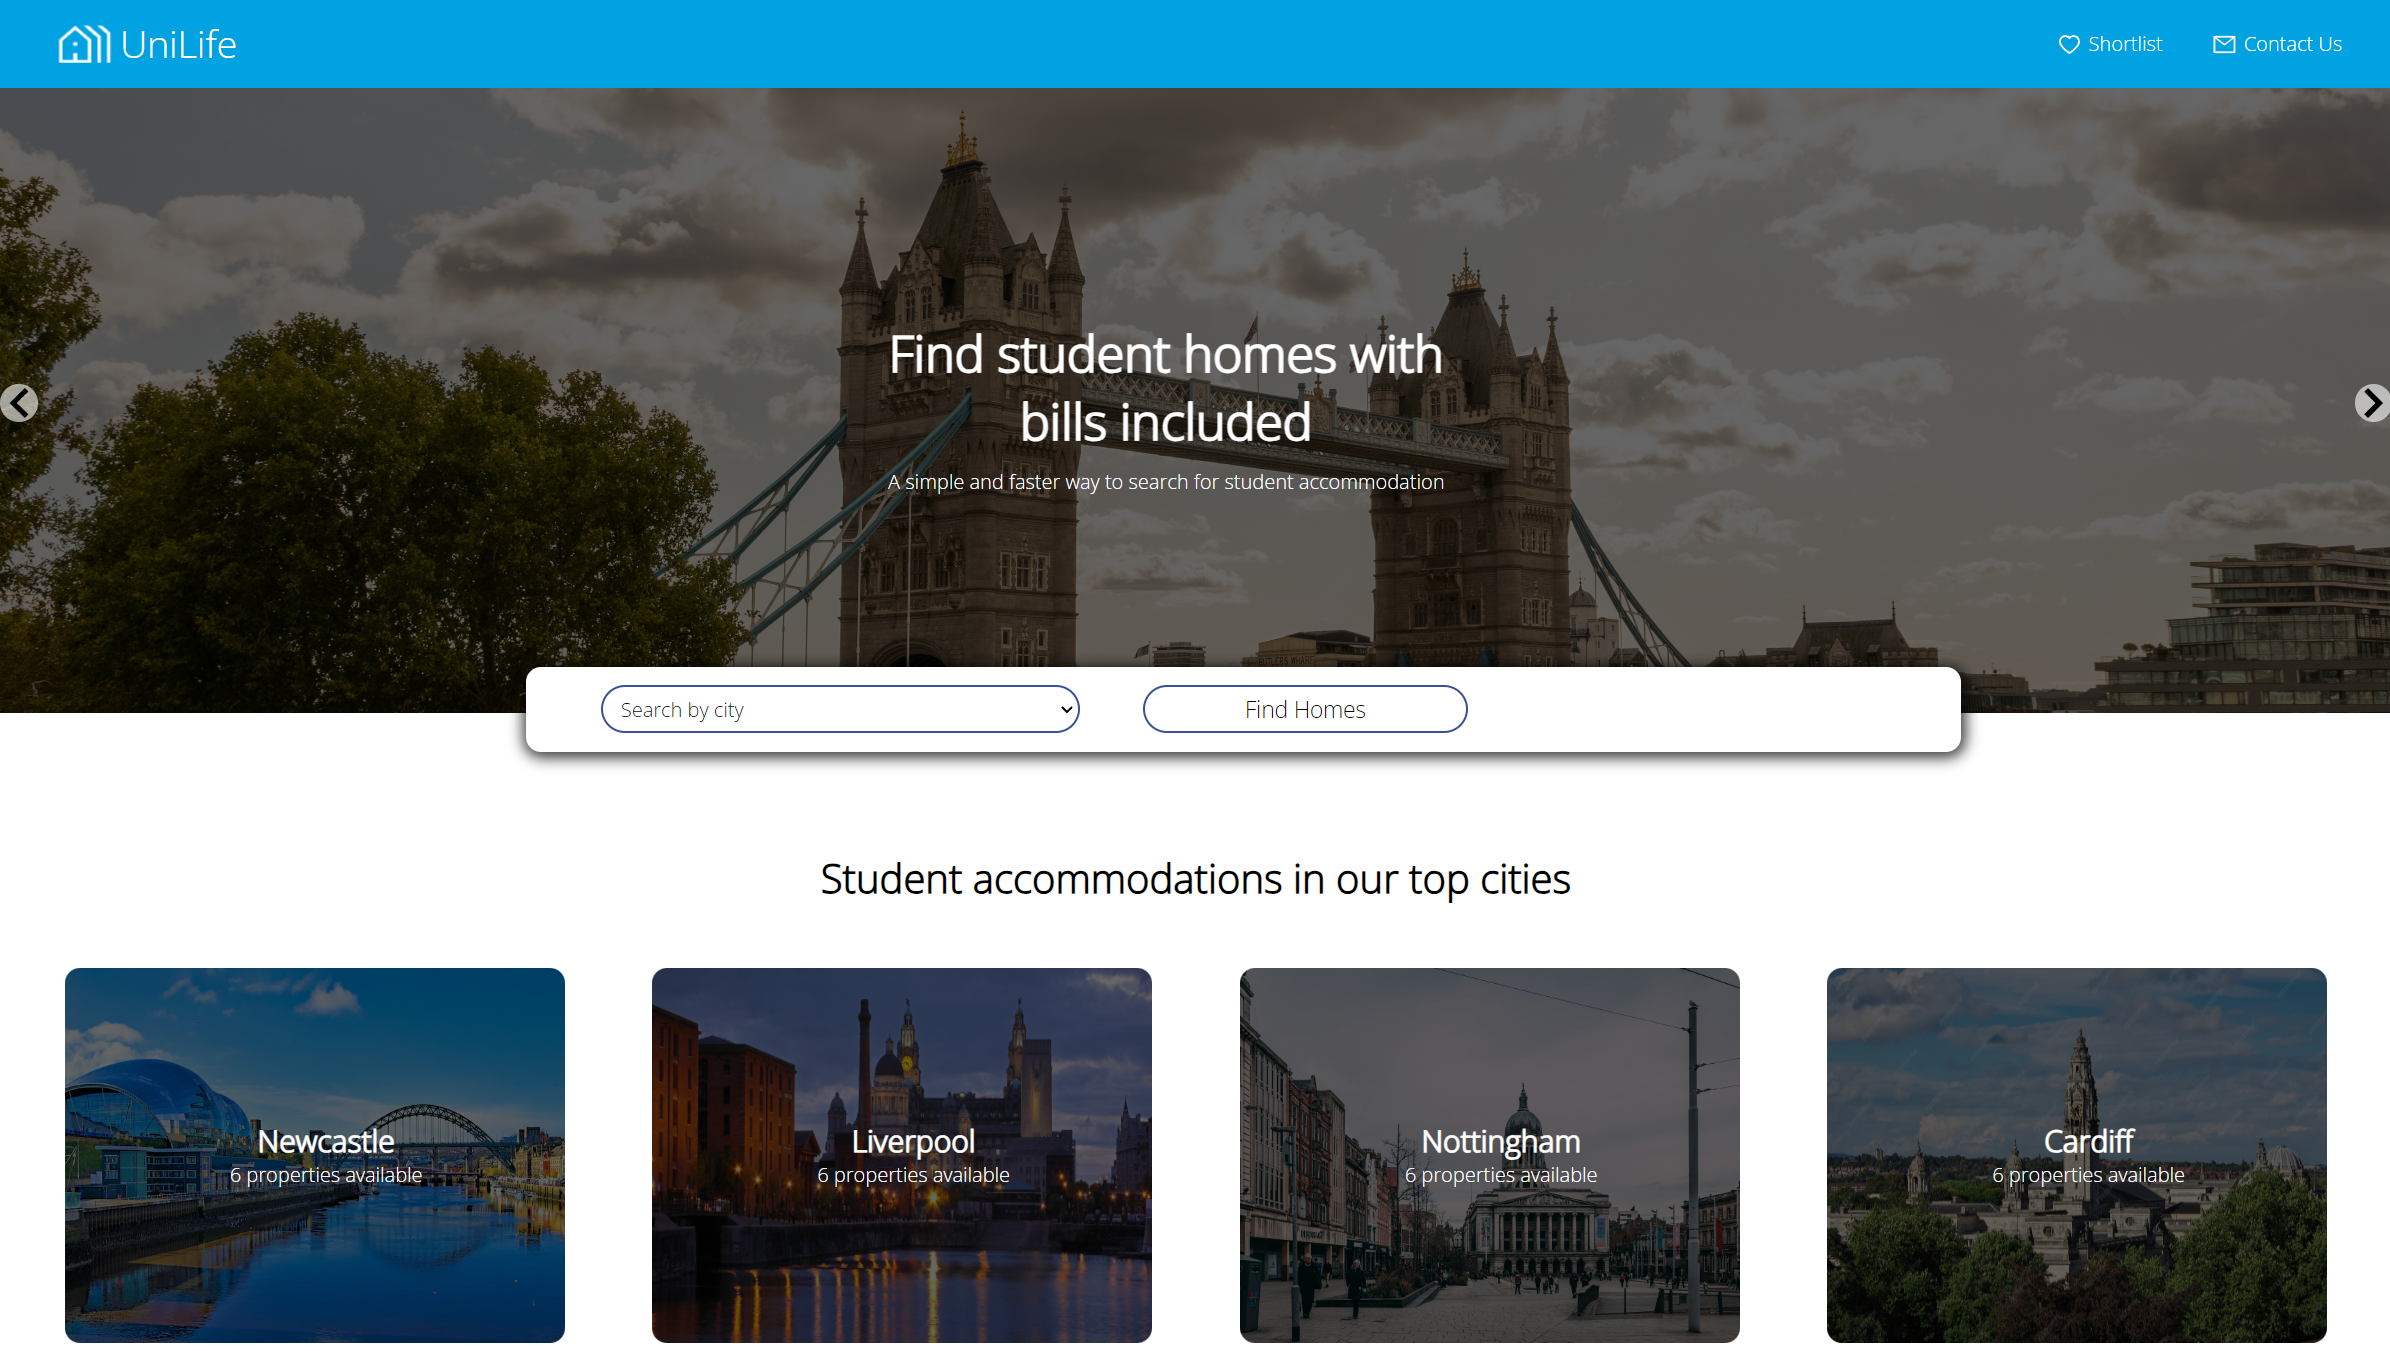 UniLife
Shortlist
Contact Us
Find student homes with
bills included
A simple and faster way to search for student accommodation
Search by city
Find Homes
Student accommodations in our top cities
Newcastle
6 properties available
Liverpool
6 properties available
Nottingham
6 properties available
Cardiff
6 properties available